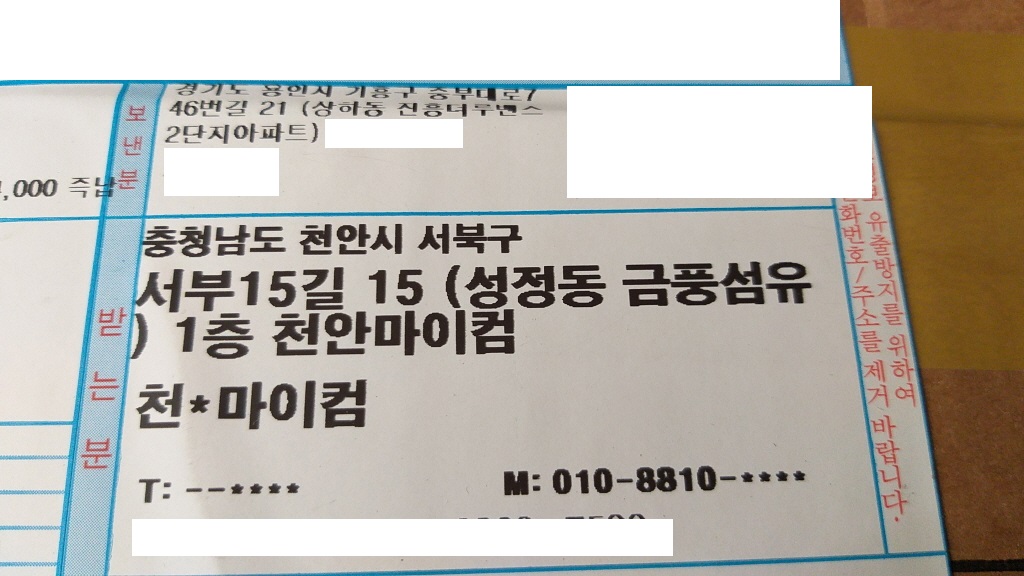 보낸분
경기도 용인시 기흥구 중부대로7
46번길 21 (상하동 진흥더루벤스
2단지아파트)
,000 즉납
받는분
충청남도 천안시 서북구
서부15길 15 (성정동 금풍섬유
) 1층 천안마이컴
천*마이컴
T: --****
M: 010-8810-****
유출방지를 위하여
화번호/주소를 제거 바랍니다.